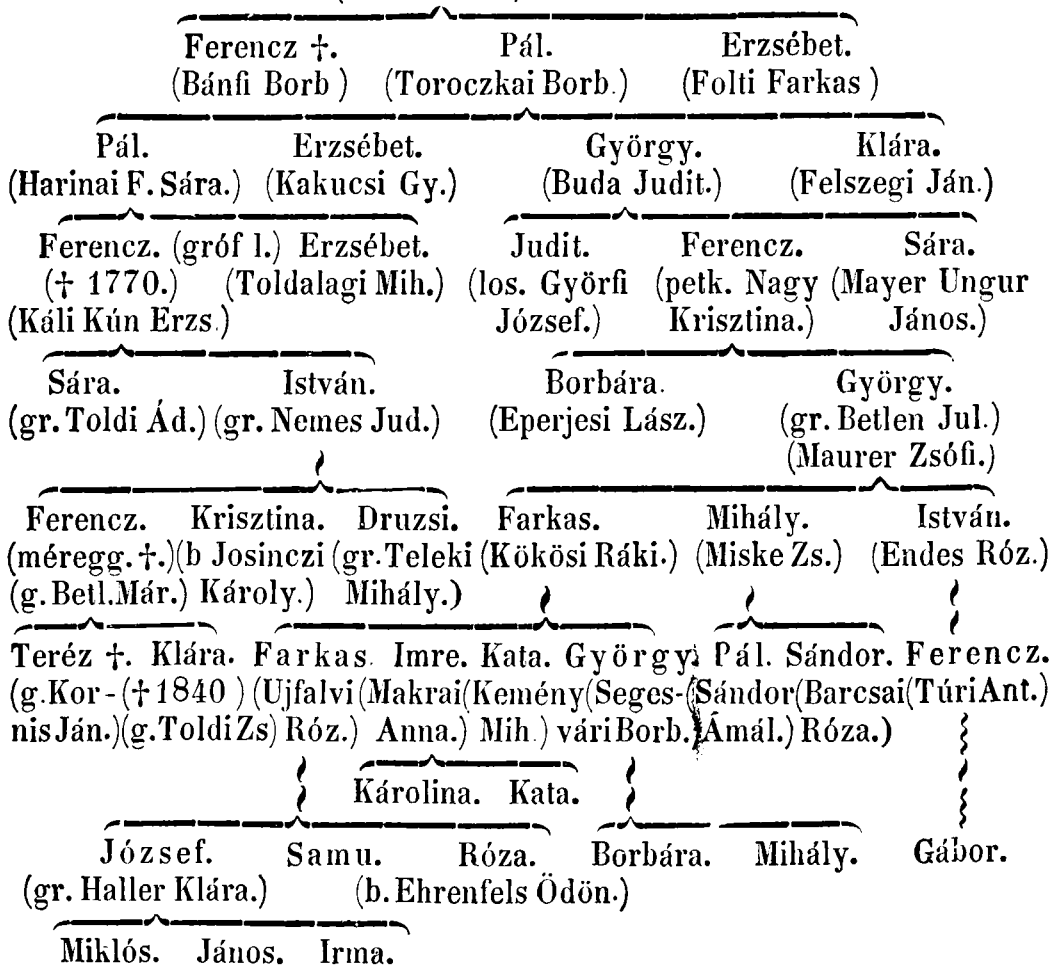 Ferencz †. Pál. Erzsébet.
(Bánfi Borb ) (Toroczkai Borb.) (Folti Farkas )
Pál. Erzsébet. György. Klára.
(Harinai F. Sára.) (Kakucsi Gy.) (Buda Judit.) (Felszegi Ján.)
Ferencz. (gróf l.) Erzsébet. Judit. Ferencz. Sára.
(† 1770.) (Toldalagi Mih.) (los. Györfi (petk. Nagy (Mayer Ungur
(Káli Kún Erzs.) József.) Krisztina.) János.)
Sára. István. Borbára. György.
(gr. Toldi Ád.) (gr. Nemes Jud.) (Eperjesi Lász.) (gr. Betlen Jul.)
(Maurer Zsófi.)
Ferencz. Krisztina. Druzsi. Farkas. Mihály. István.
(méregg. †.) (b Josinczi (gr. Teleki (Kökösi Ráki.) (Miske Zs.) (Endes Róz.)
(g. Betl. Már.) Károly.) Mihály.)
Teréz †. Klára. Farkas. Imre. Kata. György. Pál. Sándor. Ferencz.
(g. Kor- († 1840 ) (Ujfalvi (Makrai (Kemény (Seges- (Sándor (Barcsai (Túri Ant.)
nis Ján.) (g. Toldi Zs) Róz.) Anna.) Mih.) vári Borb. Ámál.) Róza.)
Károlina. Kata.
József. Samu. Róza. Borbára. Mihály. Gábor.
(gr. Haller Klára.) (b. Ehrenfels Ödön.)
Miklós. János. Irma.